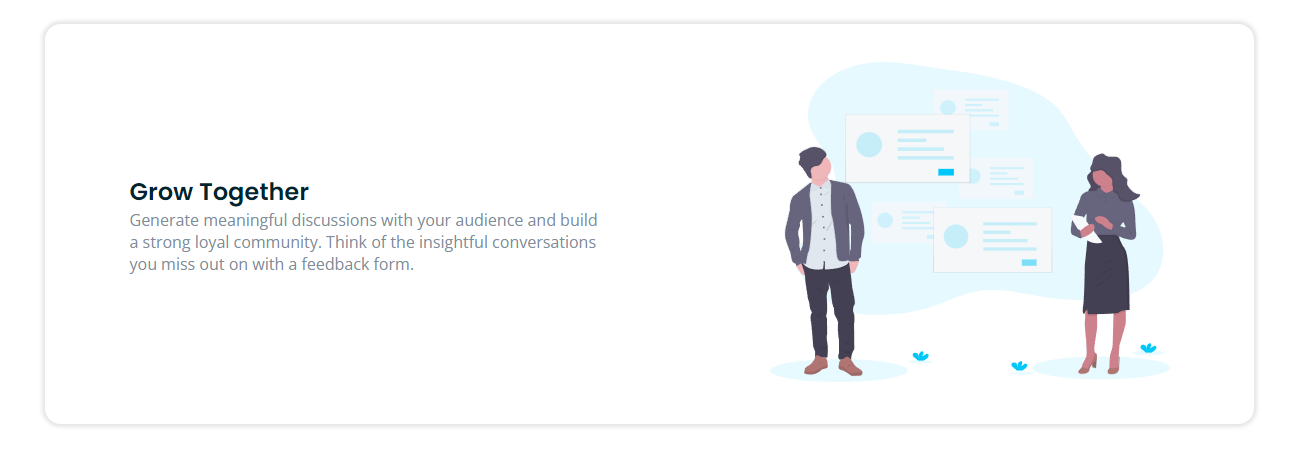 Grow Together
Generate meaningful discussions with your audience and build
a strong loyal community. Think of the insightful conversations
you miss out on with a feedback form.